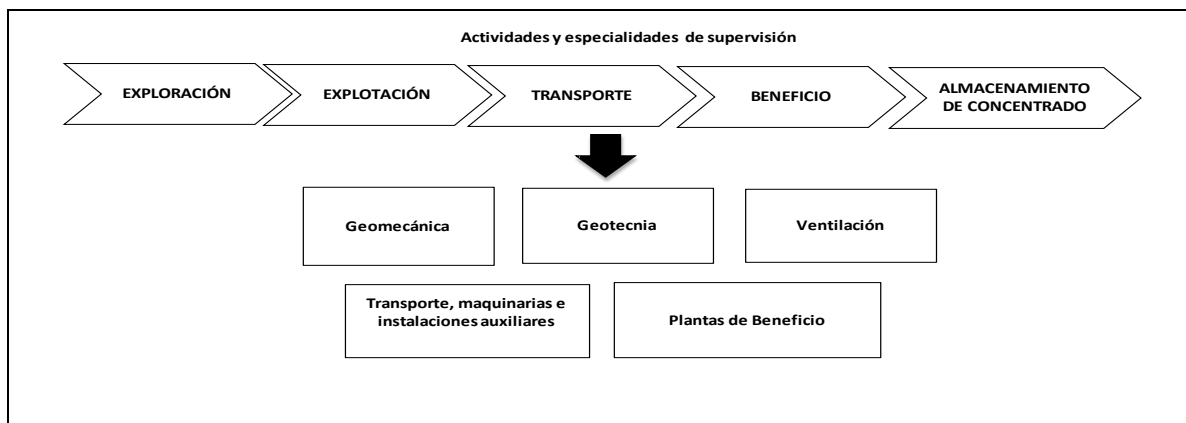 Actividades y especialidades de supervisión
EXPLORACIÓN
EXPLOTACIÓN
TRANSPORTE
BENEFICIO
ALMACENAMIENTO
DE CONCENTRADO
Geomecánica
Geotecnia
Ventilación
Transporte, maquinarias e
instalaciones auxiliares
Plantas de Beneficio